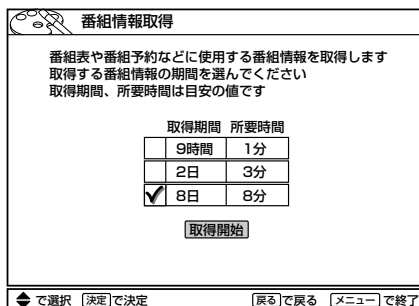 番組情報取得
番組表や番組予約などに使用する番組情報を取得します
取得する番組情報の期間を選んでください
取得期間、所要時間は目安の値です
取得期間 所要時間
9時間 1分
2日 3分
8日 8分
取得開始
で選択 決定で決定 戻るで戻る メニューで終了